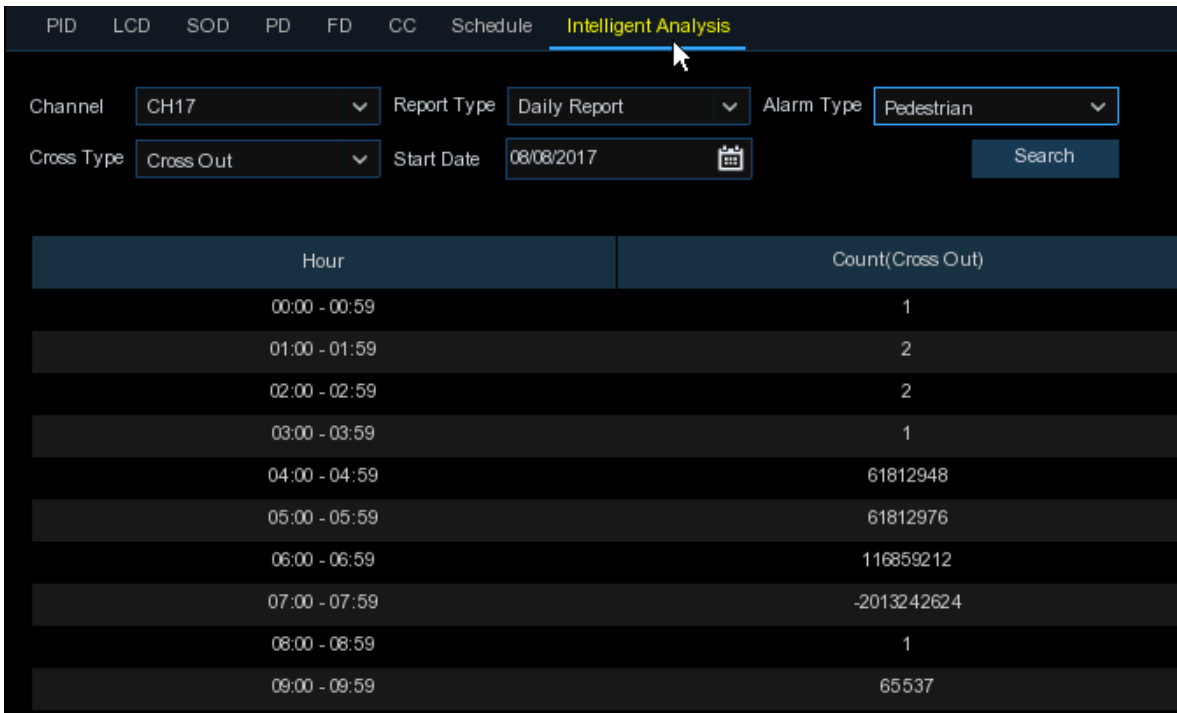 PID LCD SOD PD FD CC Schedule Intelligent Analysis
Channel CH17 Report Type Daily Report Alarm Type Pedestrian
Cross Type Cross Out Start Date 08/08/2017 Search
Hour Count(Cross Out)
00:00 - 00:59 1
01:00 - 01:59 2
02:00 - 02:59 2
03:00 - 03:59 1
04:00 - 04:59 61812948
05:00 - 05:59 61812976
06:00 - 06:59 116859212
07:00 - 07:59 -2013242624
08:00 - 08:59 1
09:00 - 09:59 65537